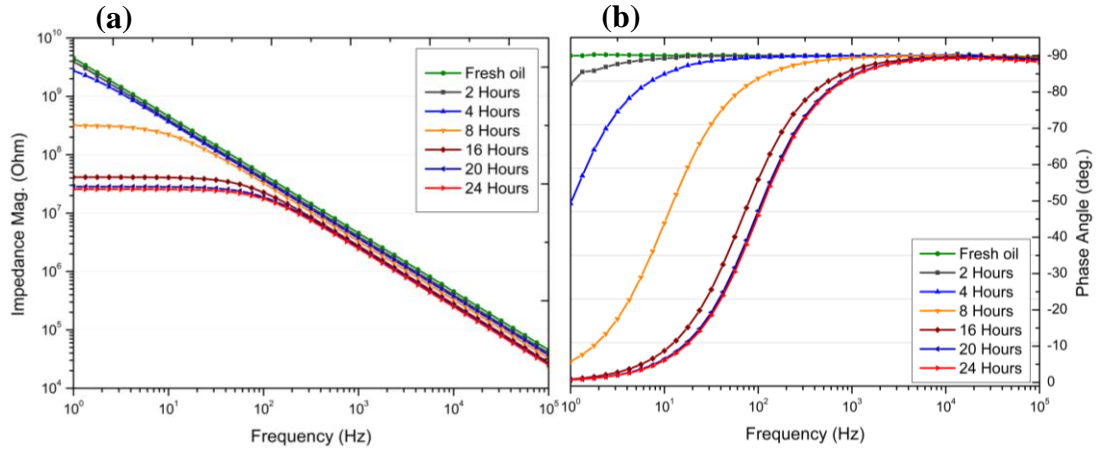 (a)
10^10
10^9
10^8
10^7
10^6
10^5
10^4
Impedance Mag. (Ohm)
Fresh oil
2 Hours
4 Hours
8 Hours
16 Hours
20 Hours
24 Hours
10^0 10^1 10^2 10^3 10^4 10^5
Frequency (Hz)
(b)
-90
-80
-70
-60
-50
-40
-30
-20
-10
0
Phase Angle (deg.)
Fresh oil
2 Hours
4 Hours
8 Hours
16 Hours
20 Hours
24 Hours
10^0 10^1 10^2 10^3 10^4 10^5
Frequency (Hz)